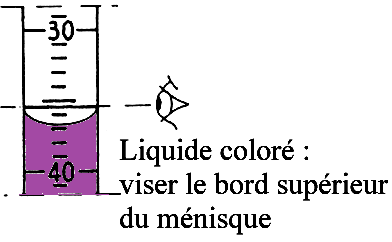 30
40
Liquide coloré :
viser le bord supérieur
du ménisque